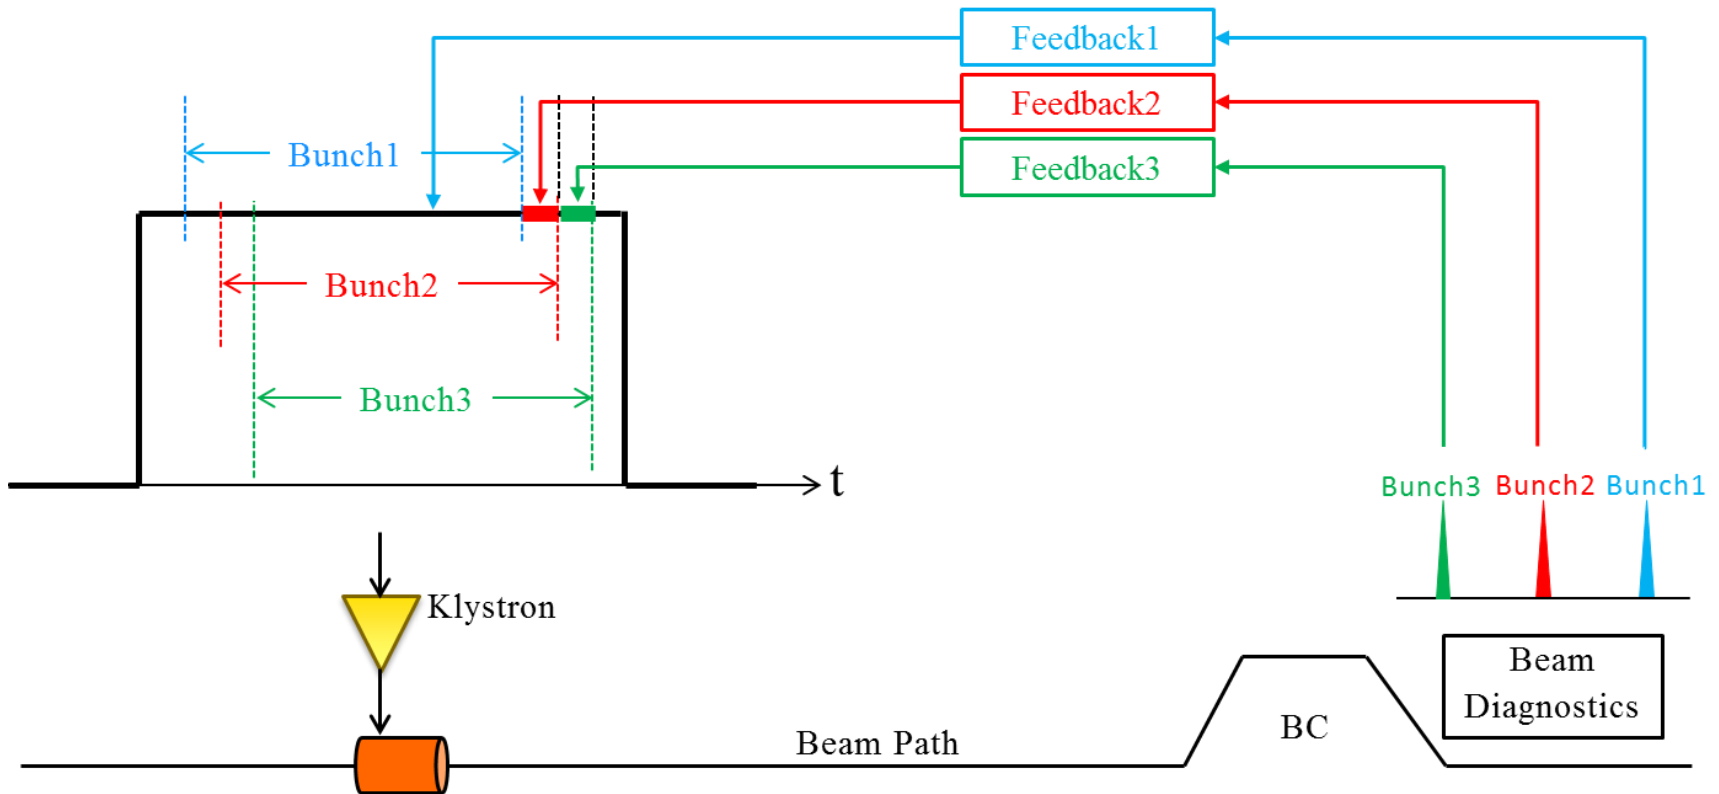 Feedback1
Feedback2
Feedback3
Bunch1
Bunch2
Bunch3
t
Bunch3 Bunch2 Bunch1
Klystron
Beam
Diagnostics
BC
Beam Path